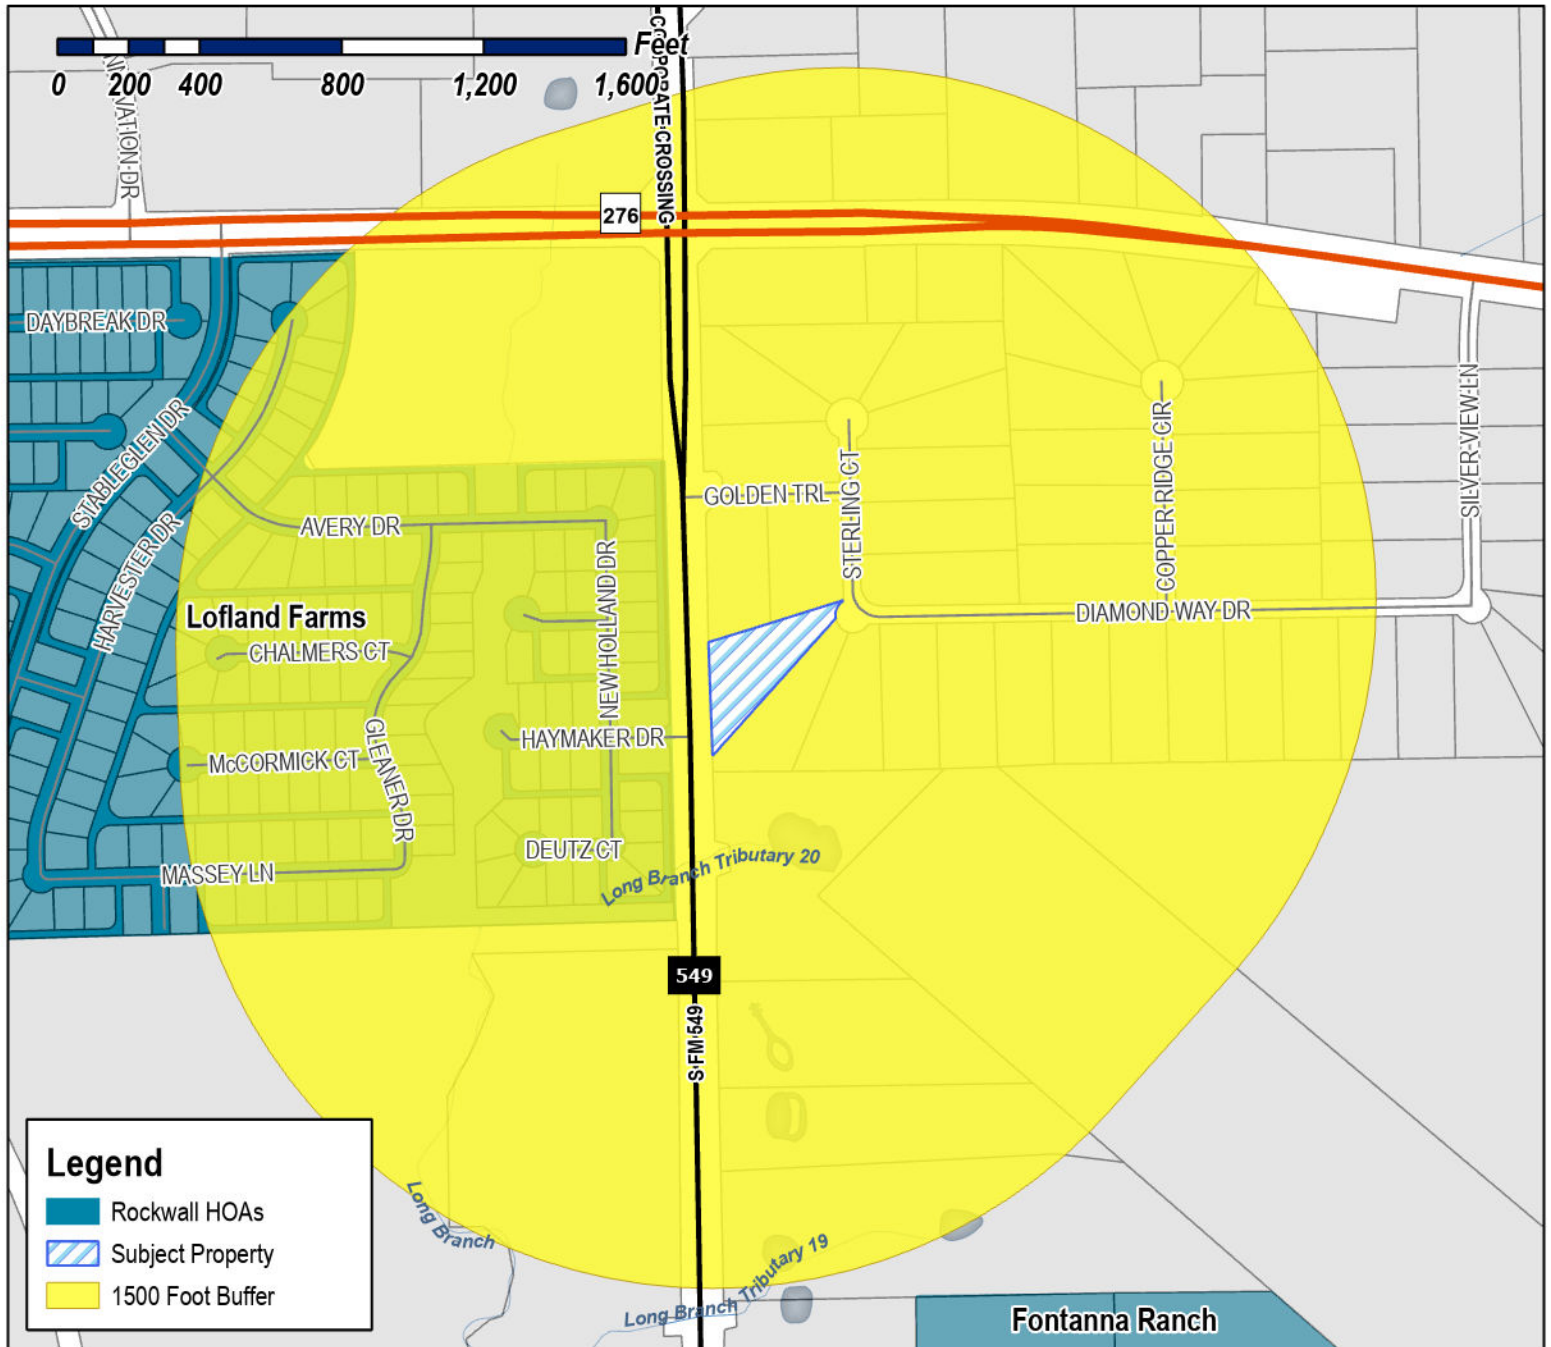 Feet
0 200 400 800 1,200 1,600
INNOVATION DR
CORPORATE CROSSING
276
DAYBREAK DR
STABLEGLEN DR
HARVESTER DR
AVERY DR
GOLDEN TRL
STERLING CT
COPPER RIDGE CIR
SILVER VIEW LN
NEW HOLLAND DR
Lofland Farms
CHALMERS CT
DIAMOND WAY DR
HAYMAKER DR
McCORMICK CT
GLEANER DR
DEUTZ CT
MASSEY LN
Long Branch Tributary 20
549
S FM 549
Legend
Rockwall HOAs
Subject Property
1500 Foot Buffer
Long Branch
Long Branch Tributary 19
Fontanna Ranch